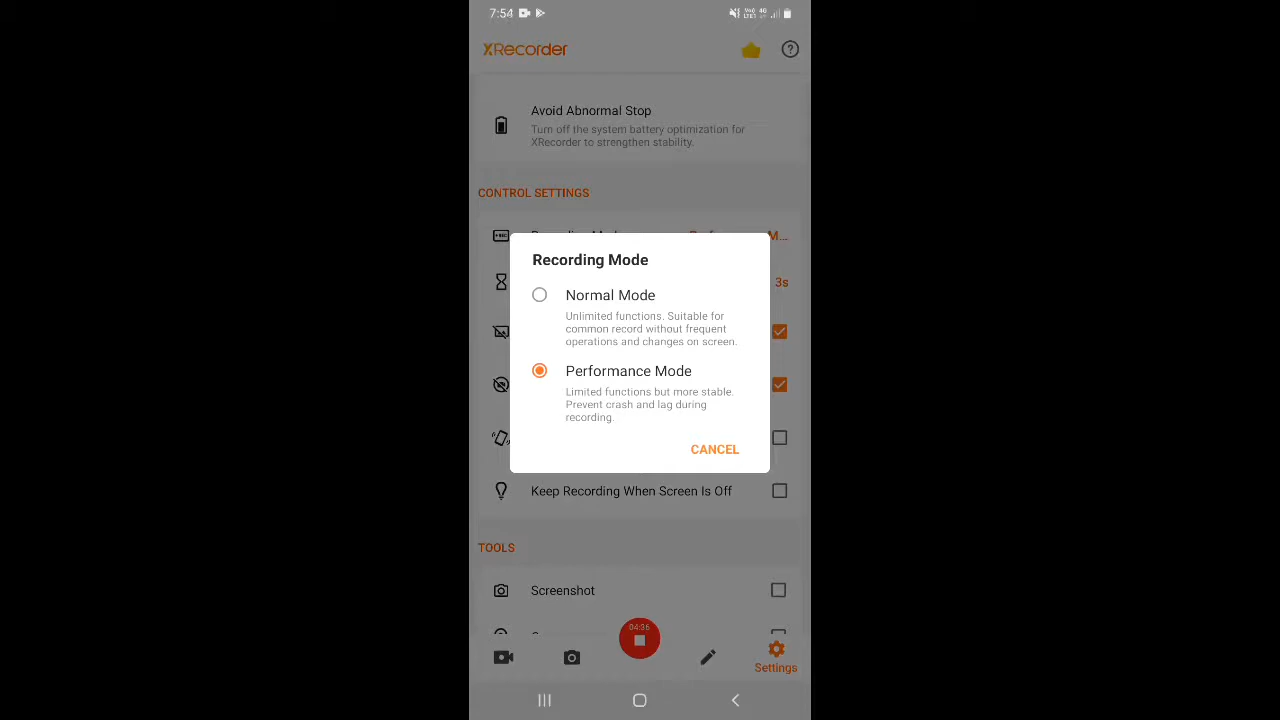 7:54
4G
XRecorder
Avoid Abnormal Stop
Turn off the system battery optimization for
XRecorder to strengthen stability.
CONTROL SETTINGS
M...
Recording Mode
3s
Normal Mode
Unlimited functions. Suitable for
common record without frequent
operations and changes on screen.
Performance Mode
Limited functions but more stable.
Prevent crash and lag during
recording.
CANCEL
Keep Recording When Screen Is Off
TOOLS
Screenshot
04:36
Settings